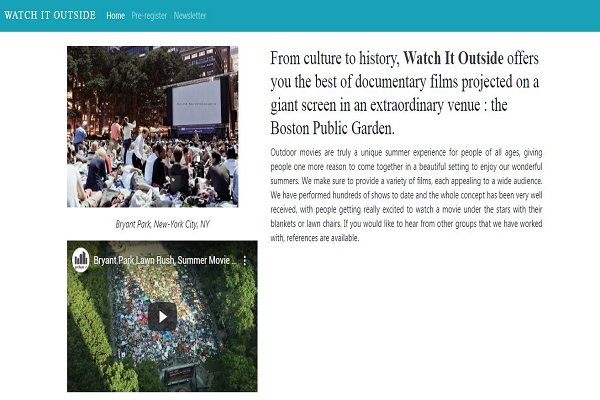 WATCH IT OUTSIDE Home Pre-register Newsletter
From culture to history, Watch It Outside offers
you the best of documentary films projected on a
giant screen in an extraordinary venue : the
Boston Public Garden.
Outdoor movies are truly a unique summer experience for people of all ages, giving
people one more reason to come together in a beautiful setting to enjoy our wonderful
summers. We make sure to provide a variety of films, each appealing to a wide audience.
We have performed hundreds of shows to date and the whole concept has been very well
received, with people getting really excited to watch a movie under the stars with their
blankets or lawn chairs. If you would like to hear from other groups that we have worked
with, references are available.
Bryant Park, New-York City, NY
Bryant Park Lawn Rush, Summer Movie ...